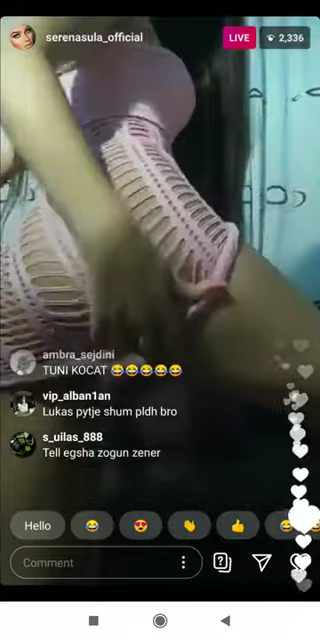 serenasula_official
LIVE
2,336
ambra_sejdini
TUNI KOCAT 😂😂😂😂😂
vip_alban1an
Lukas pytje shum pldh bro
s_uilas_888
Tell egsha zogun zener
Hello
Comment